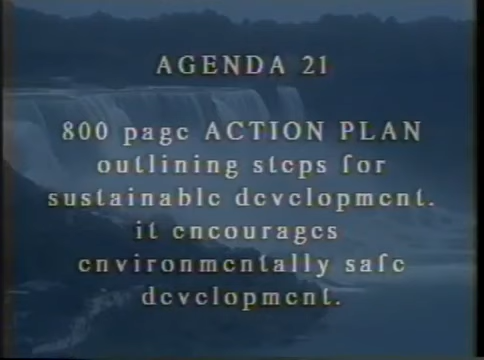 AGENDA 21
800 page ACTION PLAN
outlining steps for
sustainable development.
it encourages
environmentally safe
development.